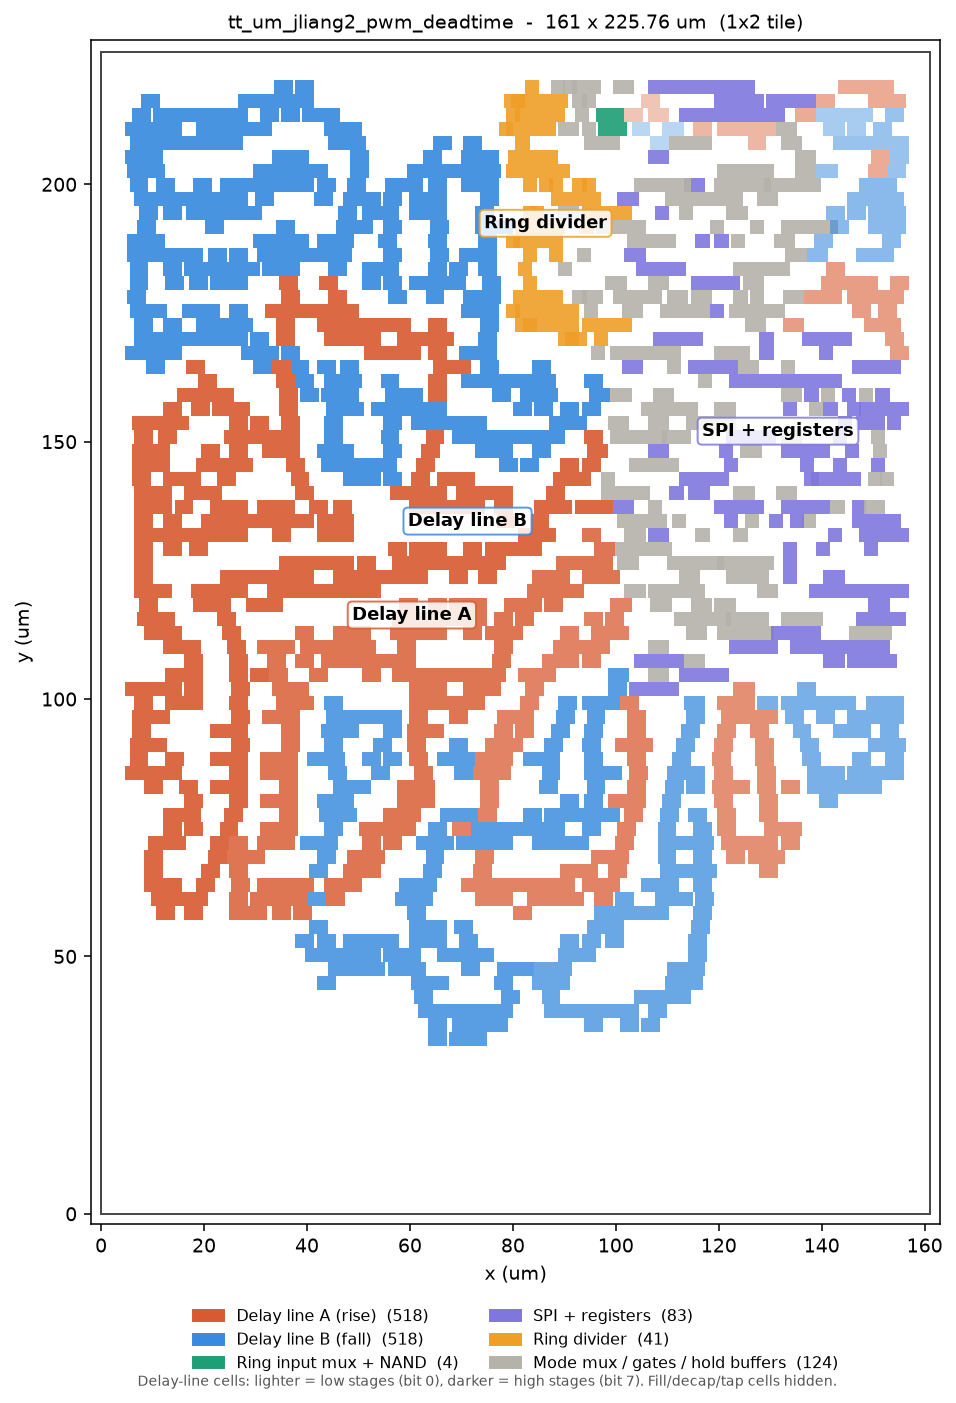 tt_um_jliang2_pwm_deadtime  -  161 x 225.76 um  (1x2 tile)
200
Ring divider
150
SPI + registers
Delay line B
Delay line A
y (um)
100
50
0
0 20 40 60 80 100 120 140 160
x (um)
Delay line A (rise)  (518)
SPI + registers  (83)
Delay line B (fall)  (518)
Ring divider  (41)
Ring input mux + NAND  (4)
Mode mux / gates / hold buffers  (124)
Delay-line cells: lighter = low stages (bit 0), darker = high stages (bit 7). Fill/decap/tap cells hidden.